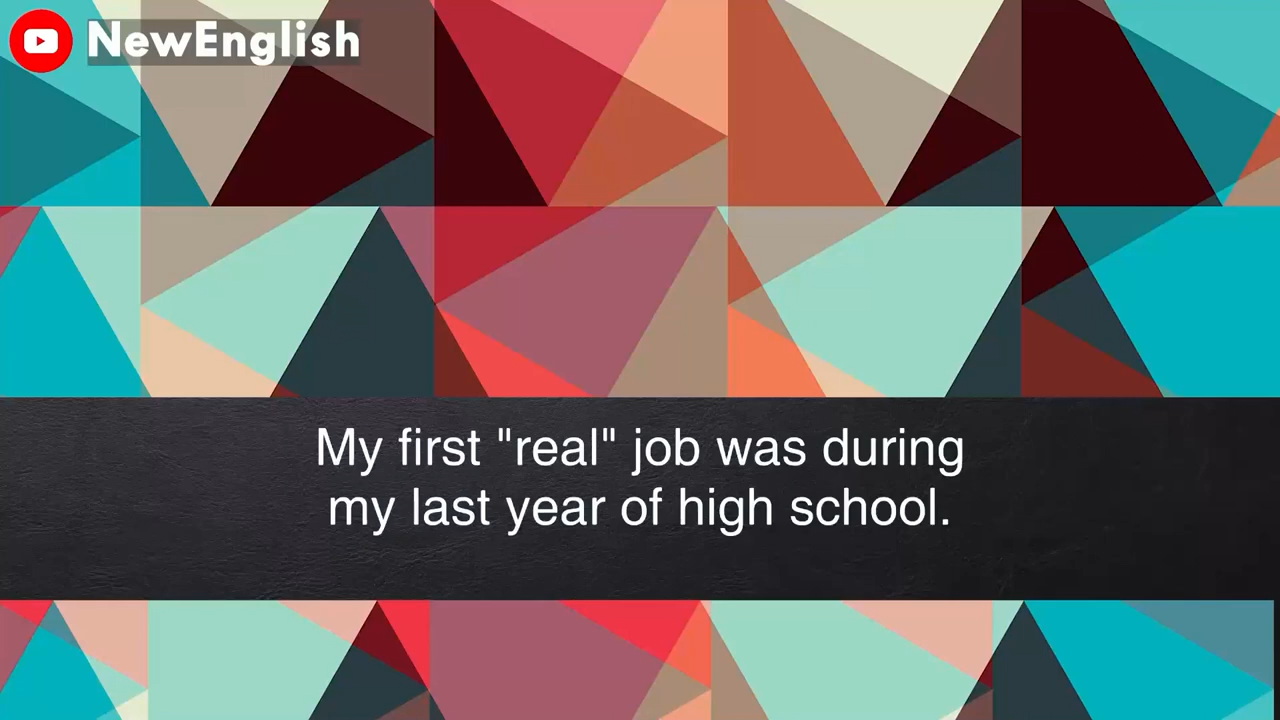 NewEnglish
My first "real" job was during
my last year of high school.